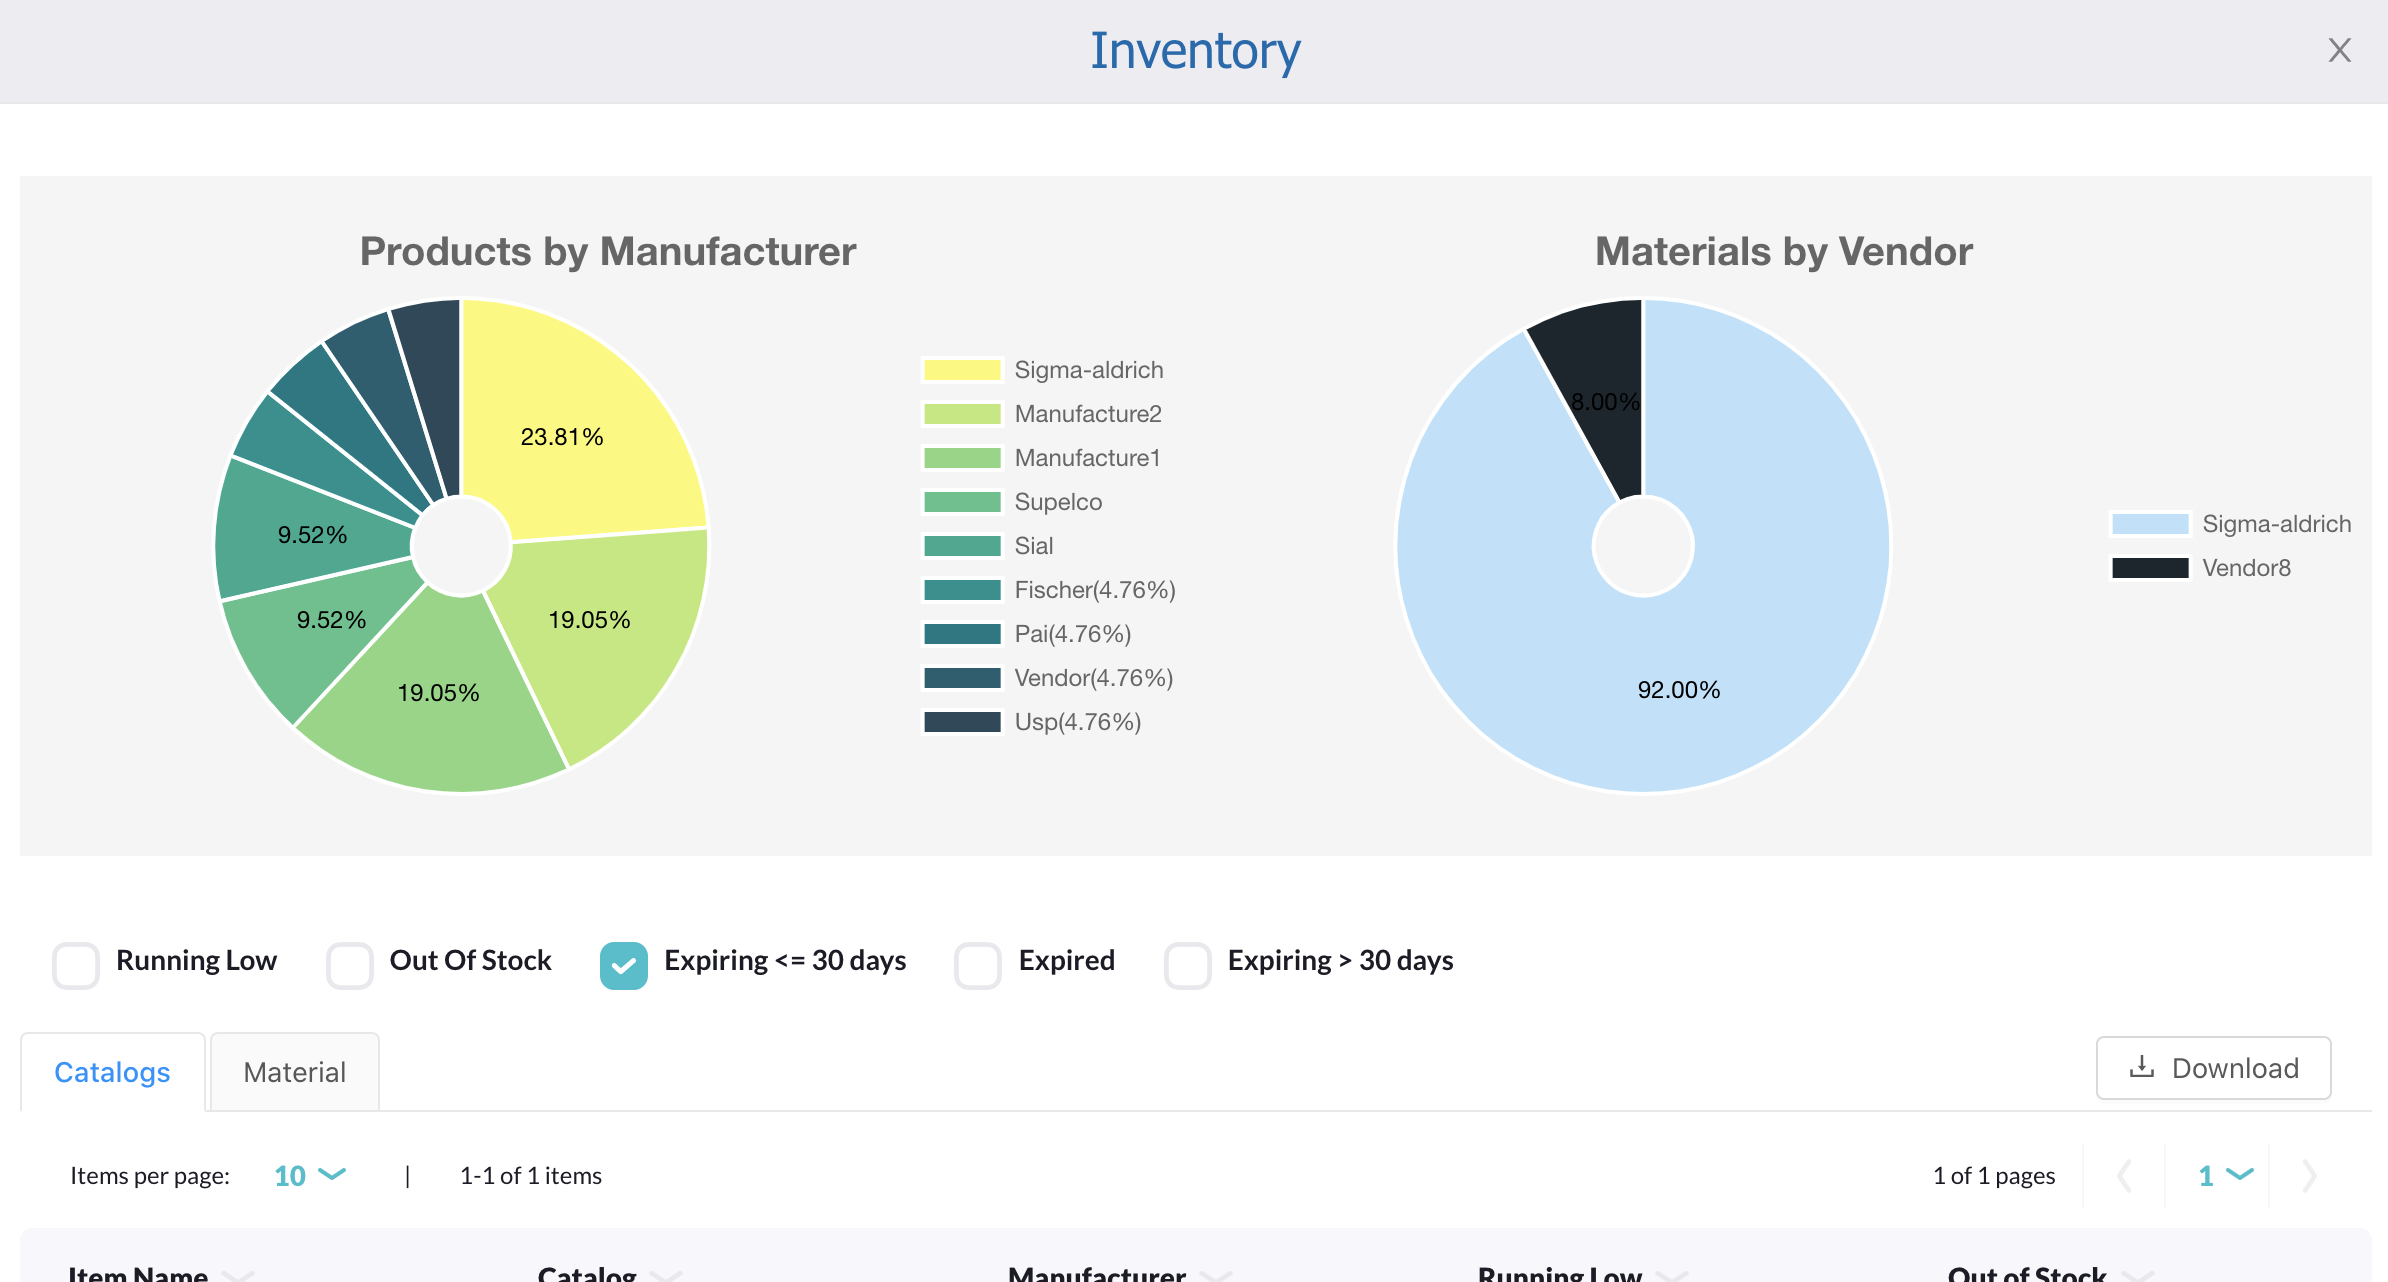 Inventory
Products by Manufacturer
23.81%
19.05%
19.05%
9.52%
9.52%
Sigma-aldrich
Manufacture2
Manufacture1
Supelco
Sial
Fischer(4.76%)
Pai(4.76%)
Vendor(4.76%)
Usp(4.76%)
Materials by Vendor
8.00%
92.00%
Sigma-aldrich
Vendor8
Running Low Out Of Stock Expiring <= 30 days Expired Expiring > 30 days
Catalogs Material Download
Items per page: 10 | 1-1 of 1 items 1 of 1 pages 1
Item Name Catalog Manufacturer Running Low Out of Stock